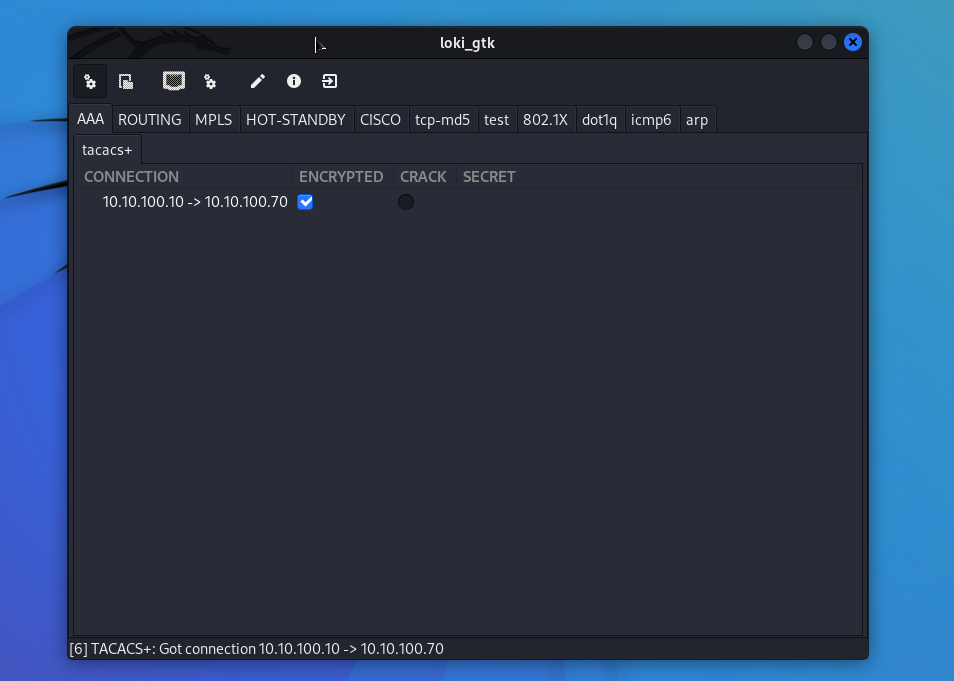 loki_gtk
AAA ROUTING MPLS HOT-STANDBY CISCO tcp-md5 test 802.1X dot1q icmp6 arp
tacacs+
CONNECTION ENCRYPTED CRACK SECRET
10.10.100.10 -> 10.10.100.70
[6] TACACS+: Got connection 10.10.100.10 -> 10.10.100.70